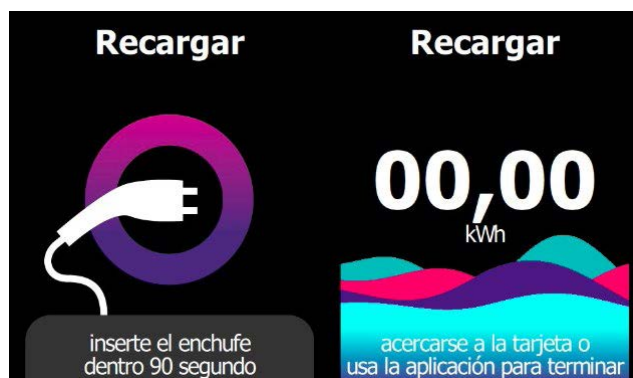 Recargar
inserte el enchufe
dentro 90 segundo
Recargar
00,00
kWh
acercarse a la tarjeta o
usa la aplicación para terminar